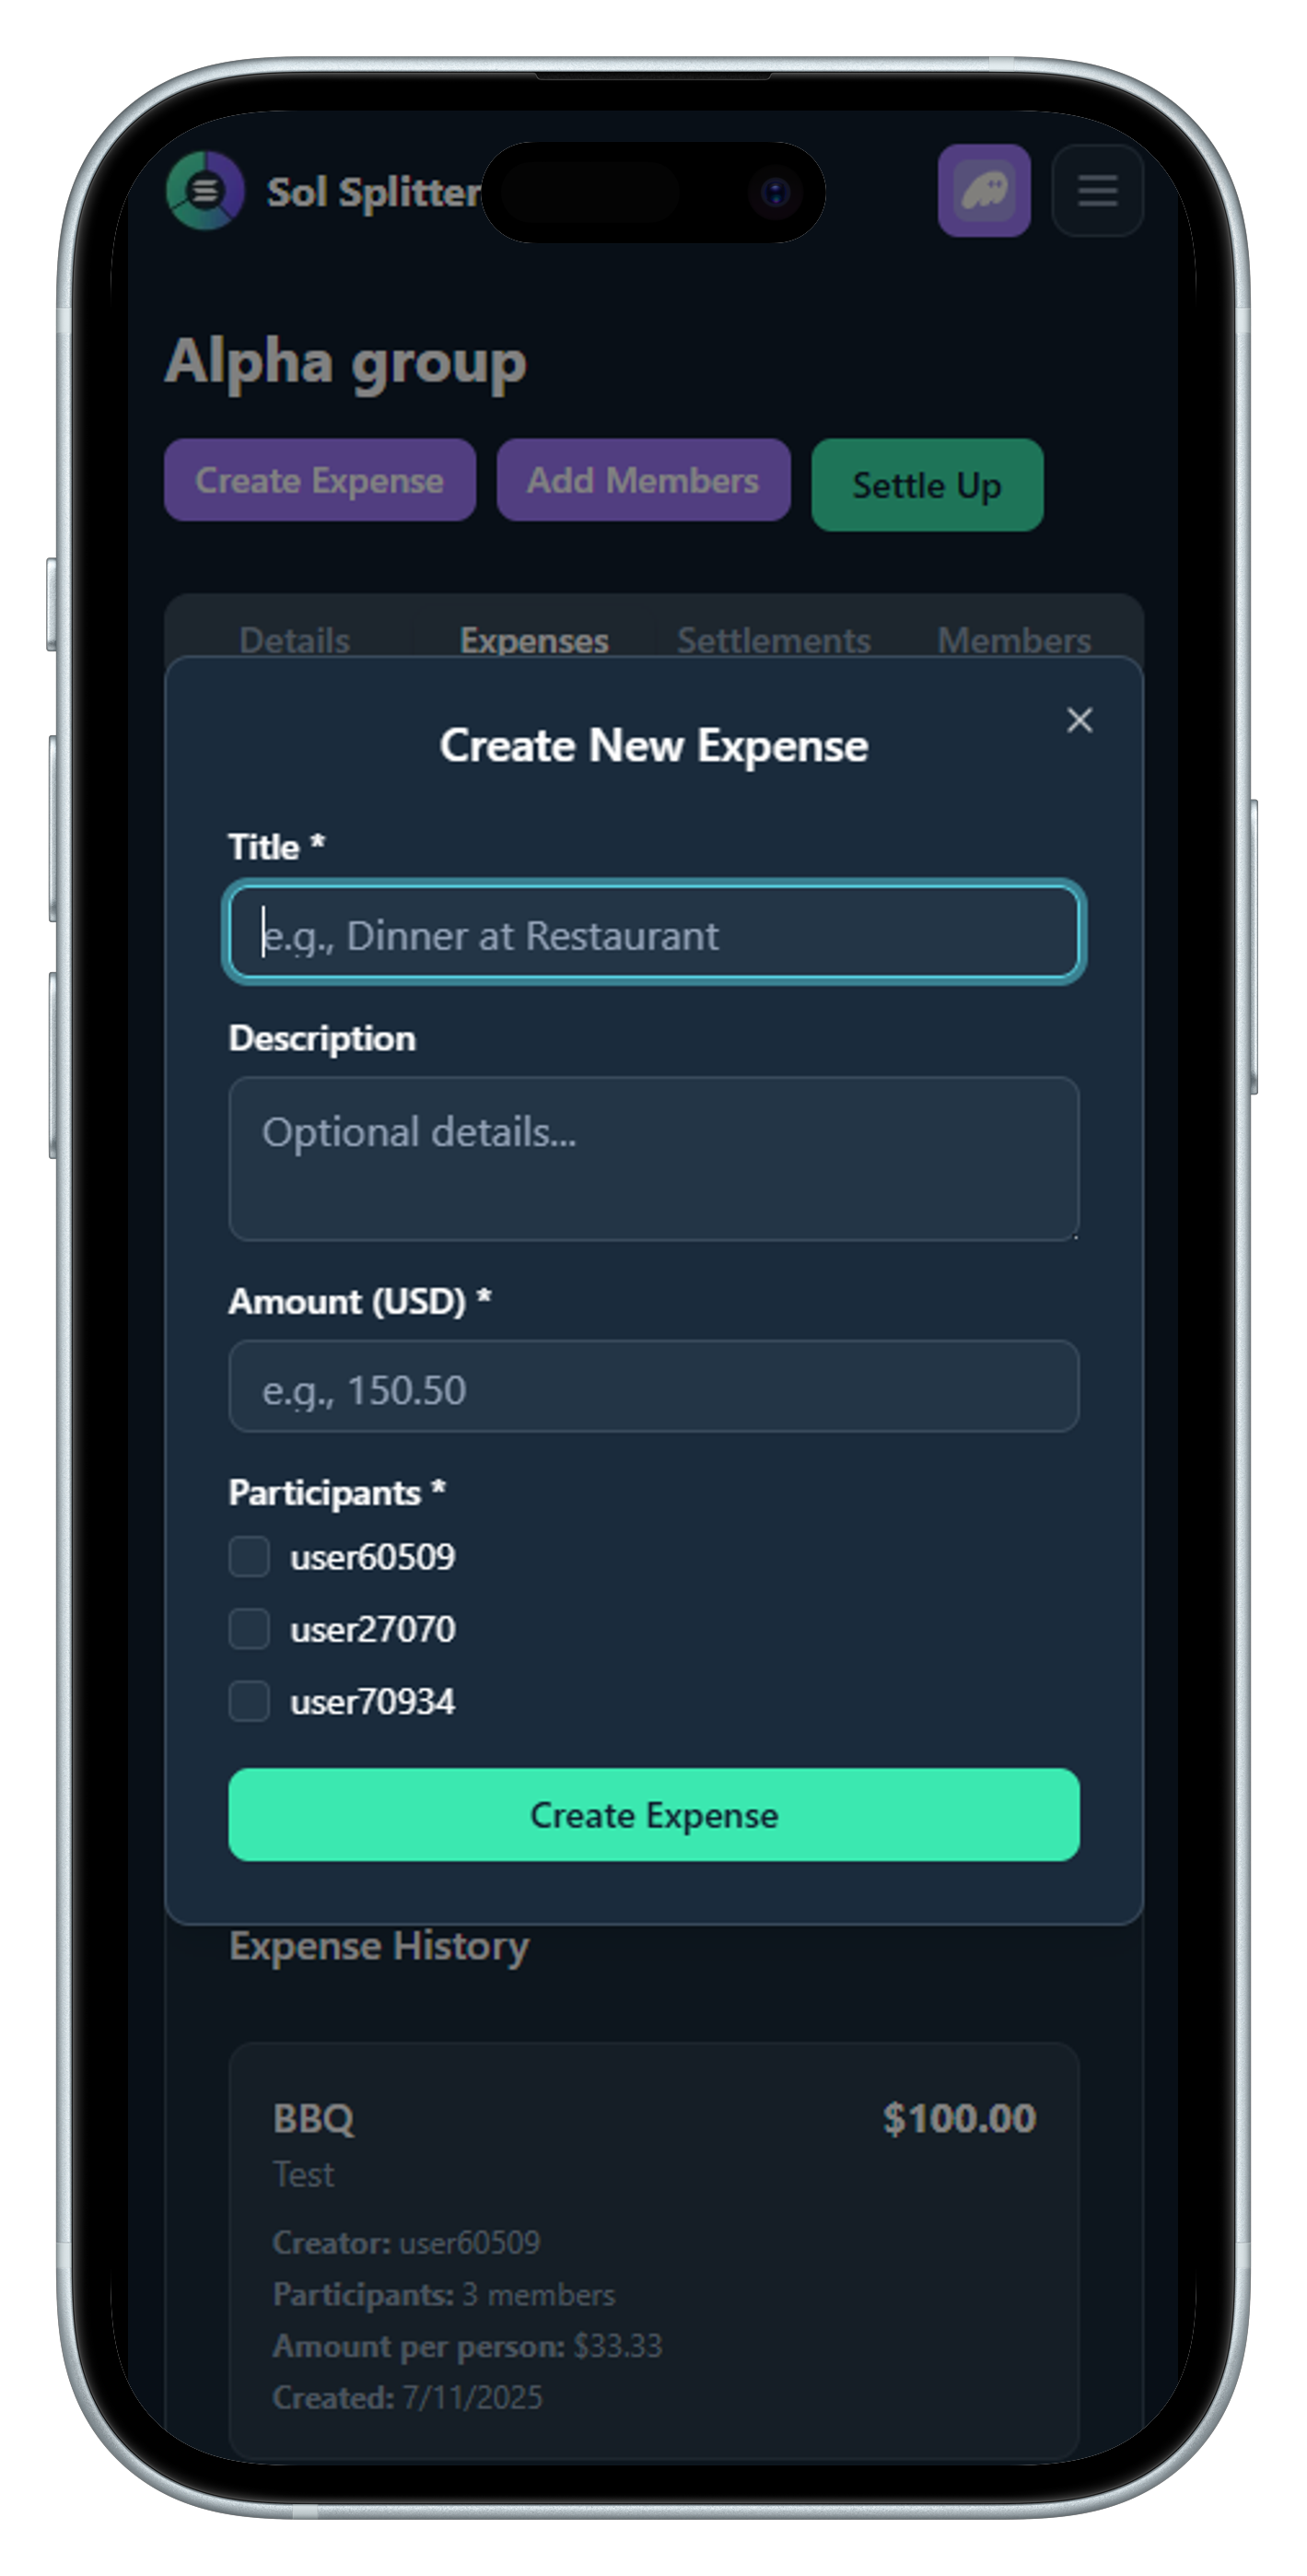 Sol Splitter
Alpha group
Create Expense Add Members Settle Up
Details Expenses Settlements Members
Create New Expense
Title *
e.g., Dinner at Restaurant
Description
Optional details...
Amount (USD) *
e.g., 150.50
Participants *
user60509
user27070
user70934
Create Expense
Expense History
BBQ $100.00
Test
Creator: user60509
Participants: 3 members
Amount per person: $33.33
Created: 7/11/2025